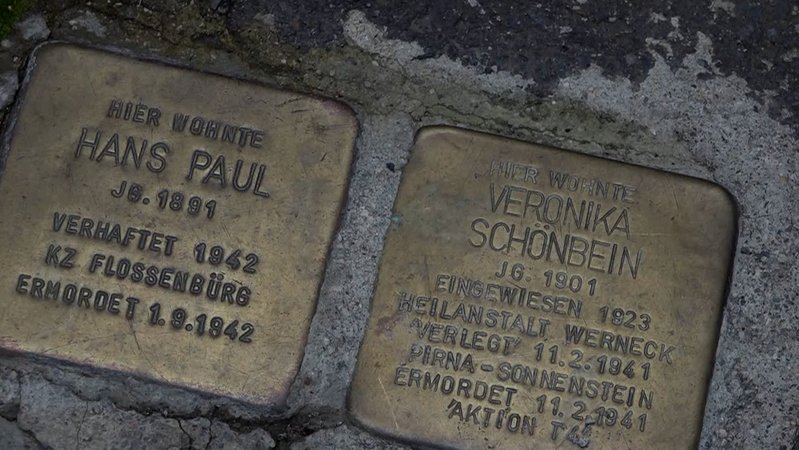 HIER WOHNTE
HANS PAUL
JG. 1891
VERHAFTET 1942
KZ FLOSSENBÜRG
ERMORDET 1.9.1942
HIER WOHNTE
VERONIKA
SCHÖNBEIN
JG. 1901
EINGEWIESEN 1923
HEILANSTALT WERNECK
'VERLEGT' 11.2.1941
PIRNA-SONNENSTEIN
ERMORDET 11.2.1941
'AKTION T4'